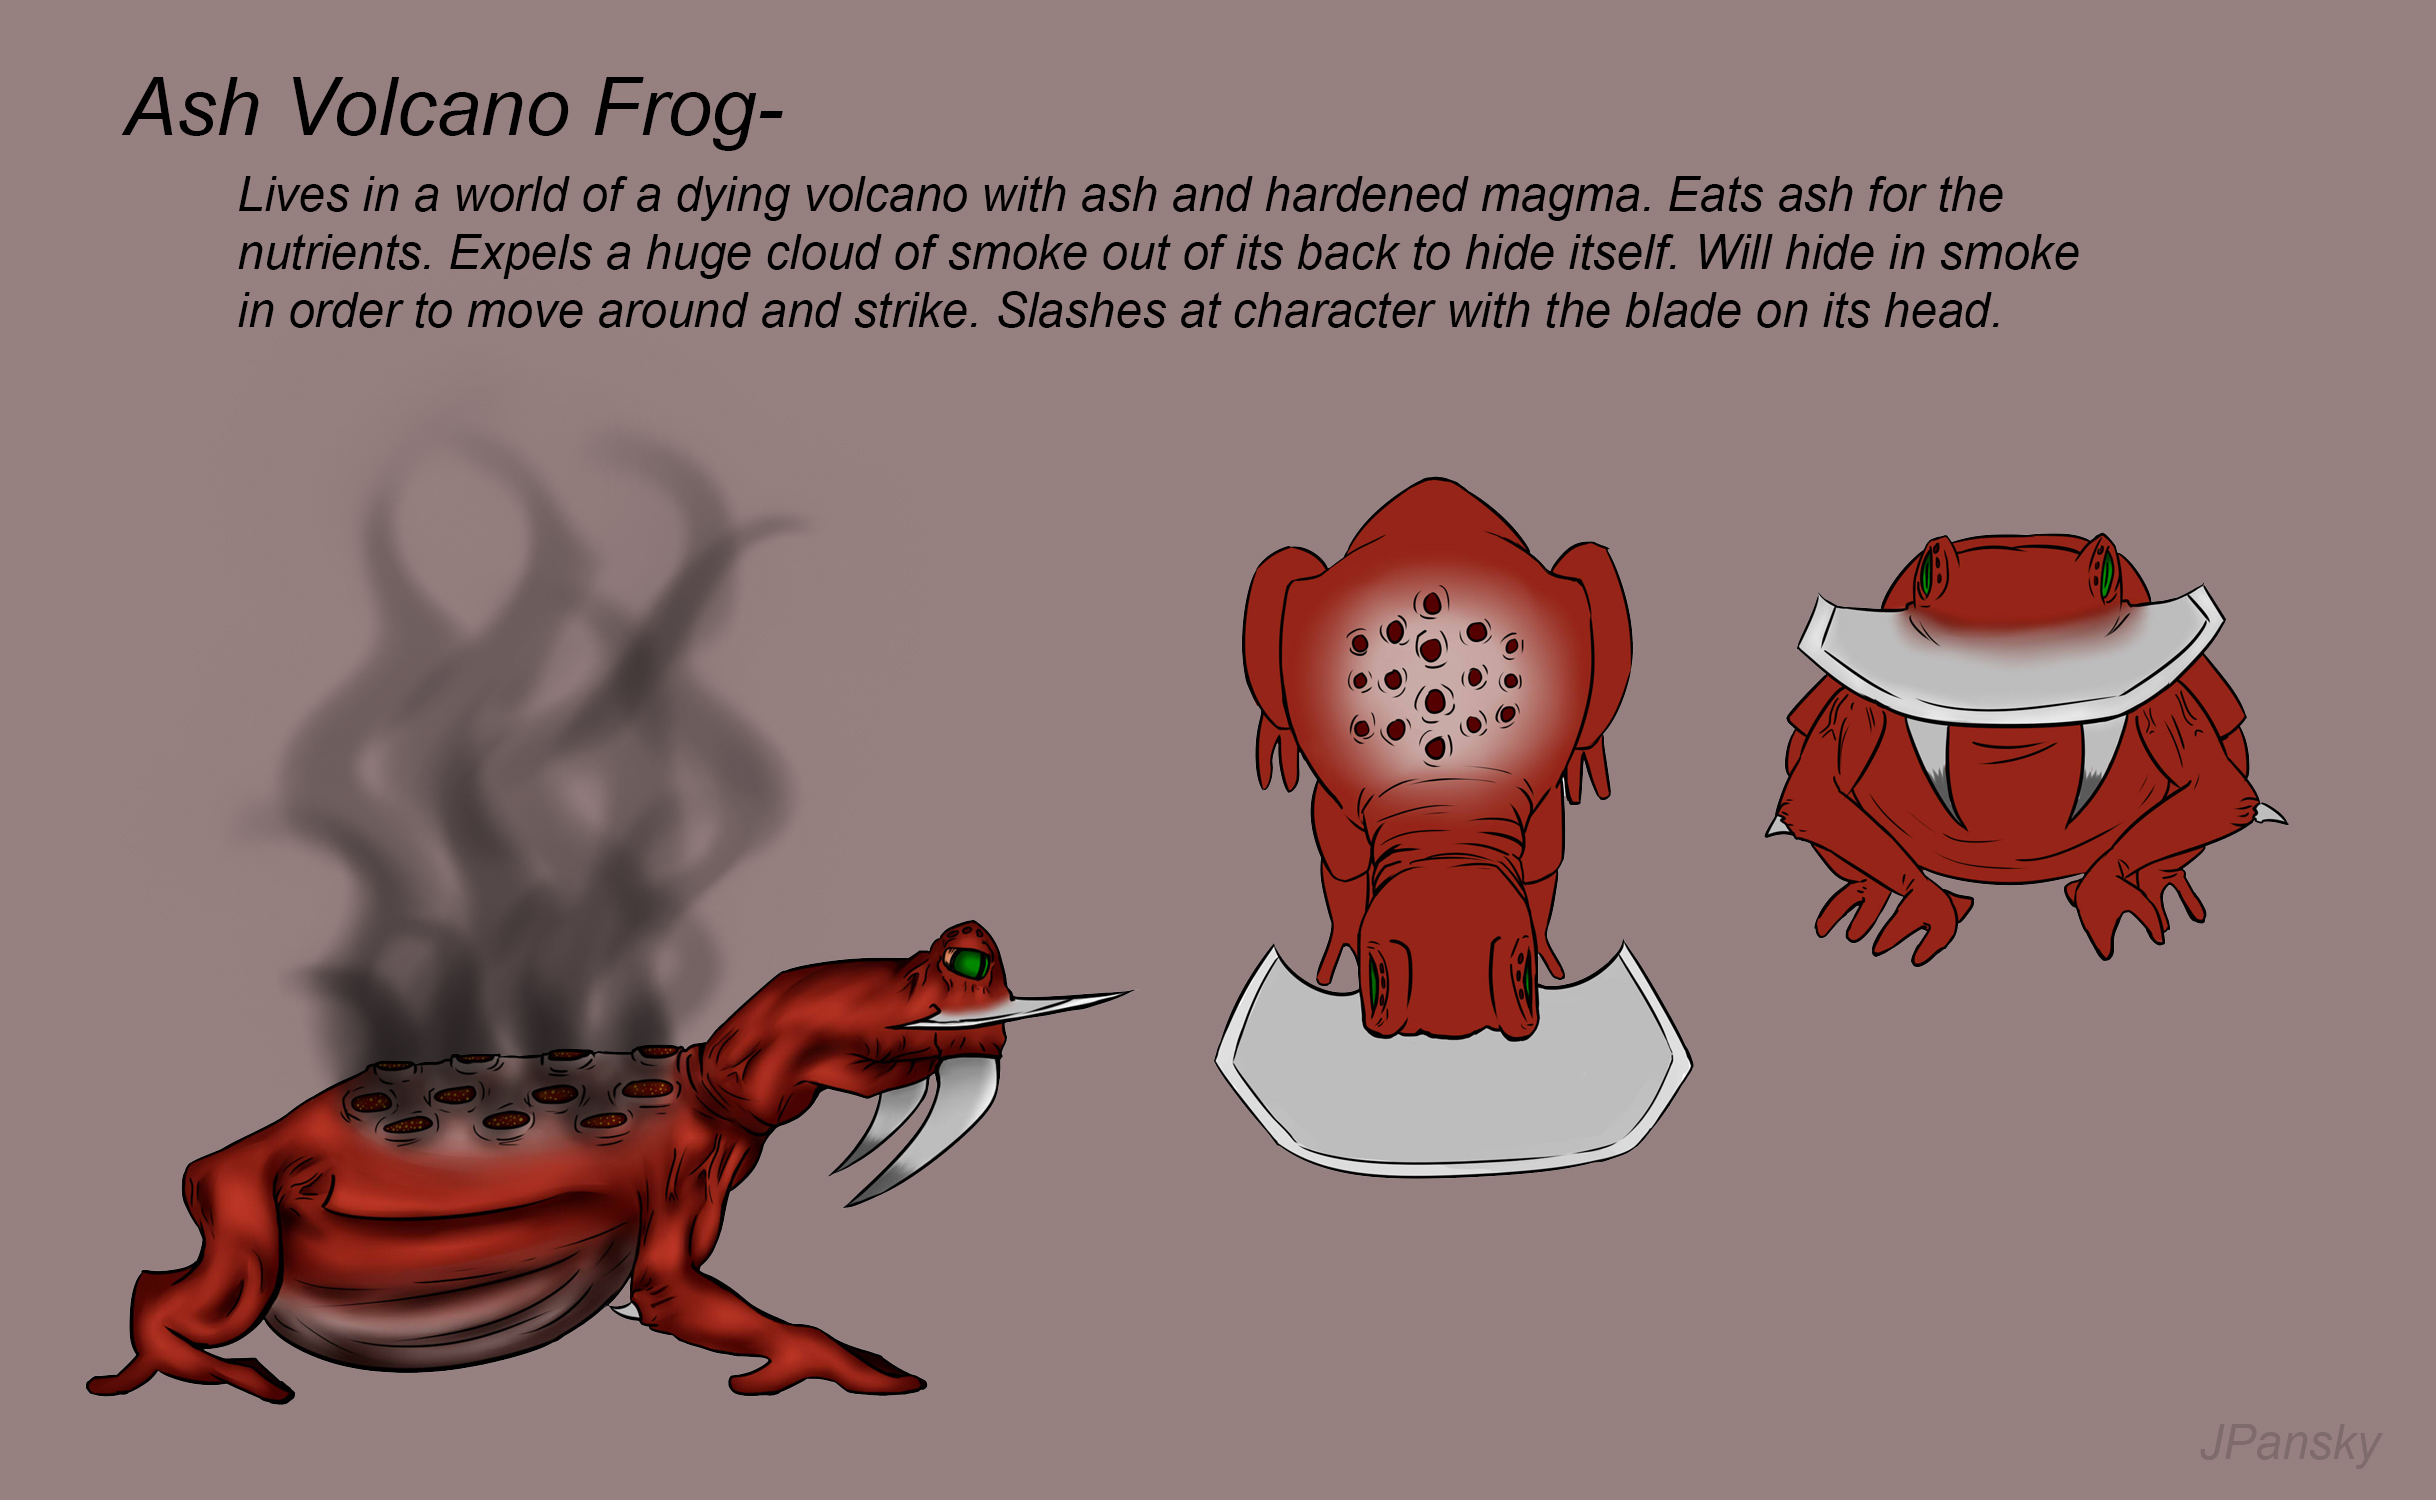 Ash Volcano Frog-
Lives in a world of a dying volcano with ash and hardened magma. Eats ash for the
nutrients. Expels a huge cloud of smoke out of its back to hide itself. Will hide in smoke
in order to move around and strike. Slashes at character with the blade on its head.
JPansky